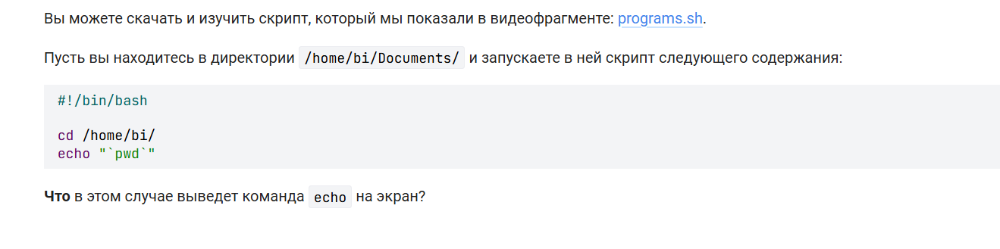 Вы можете скачать и изучить скрипт, который мы показали в видеофрагменте: programs.sh.
Пусть вы находитесь в директории /home/bi/Documents/ и запускаете в ней скрипт следующего содержания:
#!/bin/bash
cd /home/bi/
echo "`pwd`"
Что в этом случае выведет команда echo на экран?